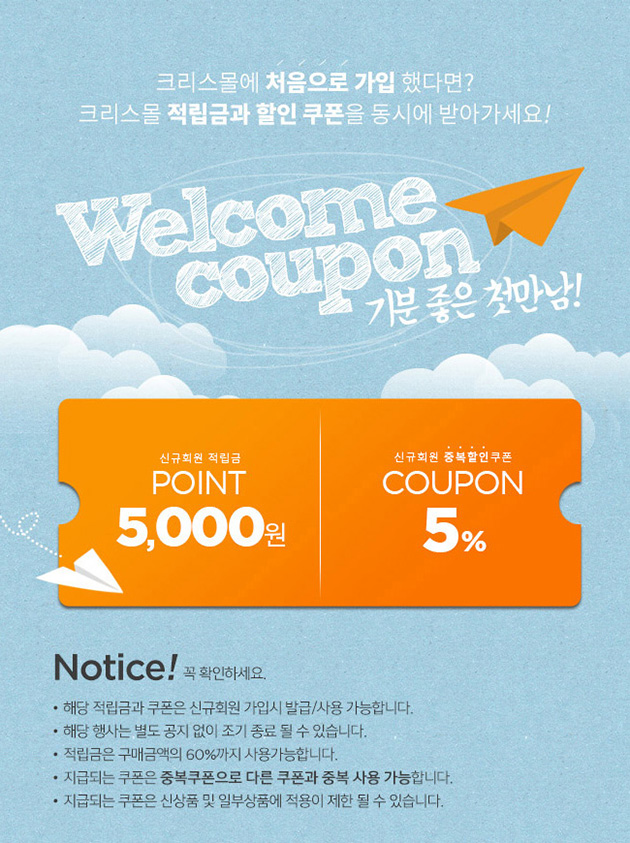 크리스몰에 처음으로 가입 했다면?
크리스몰 적립금과 할인 쿠폰을 동시에 받아가세요!
Welcome
coupon
기분 좋은 첫만남!
신규회원 적립금
POINT
5,000원
신규회원 중복할인쿠폰
COUPON
5%
Notice! 꼭 확인하세요.
• 해당 적립금과 쿠폰은 신규회원 가입시 발급/사용 가능합니다.
• 해당 행사는 별도 공지 없이 조기 종료 될 수 있습니다.
• 적립금은 구매금액의 60%까지 사용가능합니다.
• 지급되는 쿠폰은 중복쿠폰으로 다른 쿠폰과 중복 사용 가능합니다.
• 지급되는 쿠폰은 신상품 및 일부상품에 적용이 제한 될 수 있습니다.